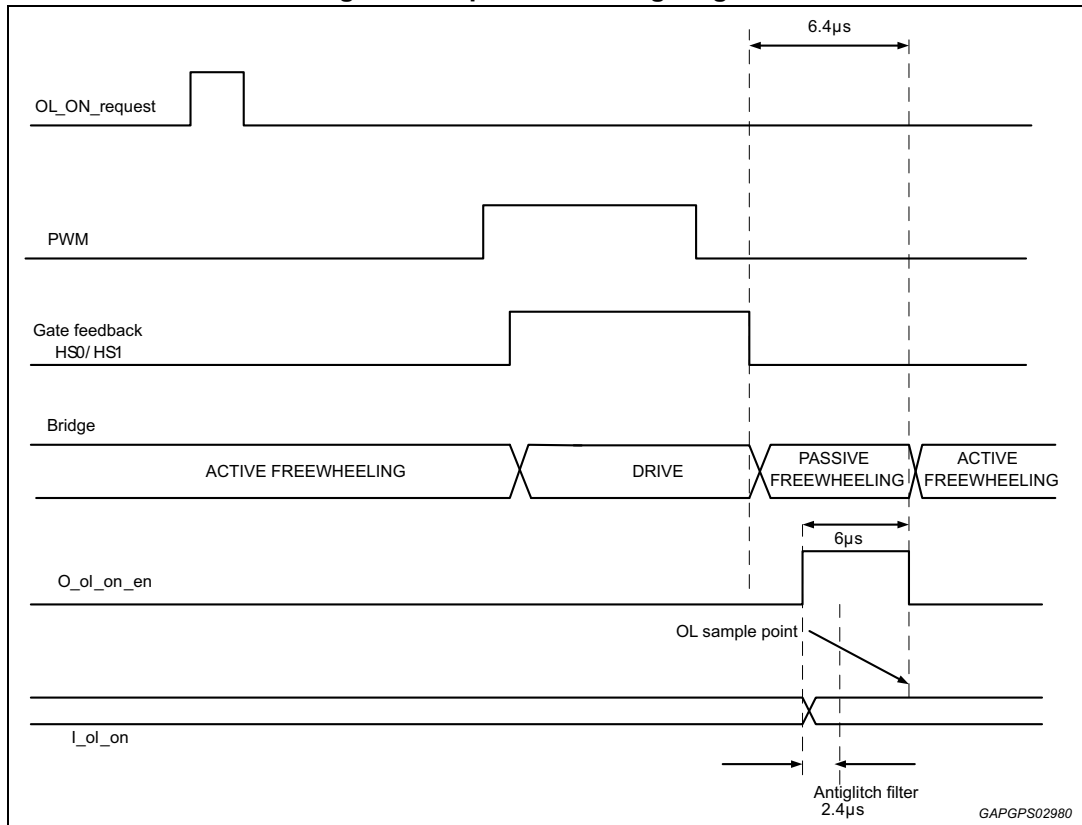 6.4µs
OL_ON_request
PWM
Gate feedback
HS0/HS1
Bridge
ACTIVE FREEWHEELING
DRIVE
PASSIVE
FREEWHEELING
ACTIVE
FREEWHEELING
6µs
O_ol_on_en
OL sample point
I_ol_on
Antiglitch filter
2.4µs
GAPGPS02980